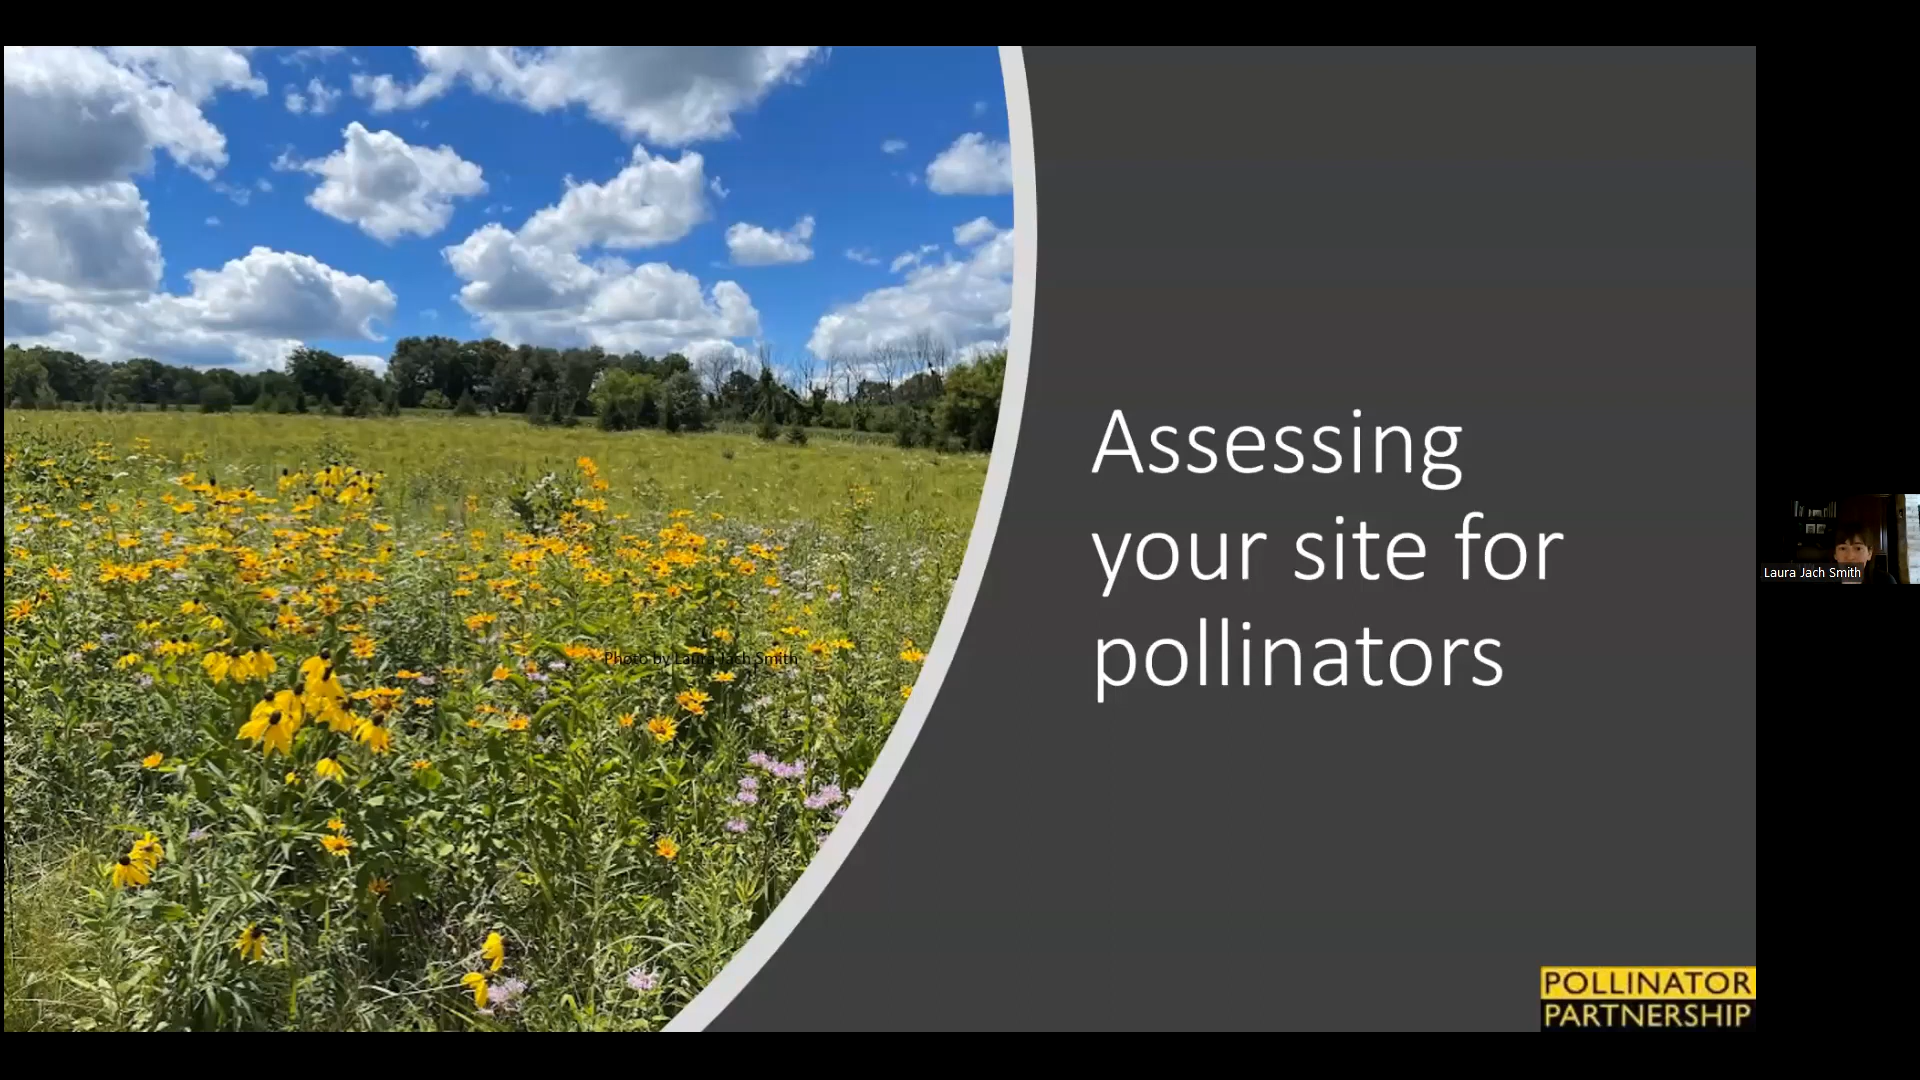 Photo by Laura Jach Smith
Assessing
your site for
pollinators
Laura Jach Smith
POLLINATOR
PARTNERSHIP